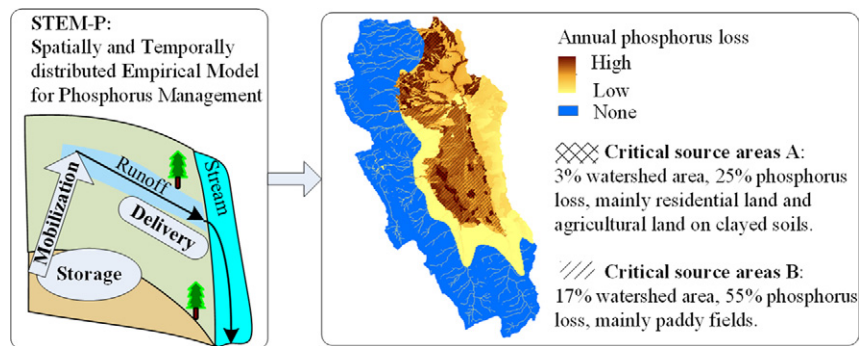 STEM-P:
Spatially and Temporally
distributed Empirical Model
for Phosphorus Management
Mobilization
Runoff
Delivery
Storage
Stream
Annual phosphorus loss
High
Low
None
Critical source areas A:
3% watershed area, 25% phosphorus
loss, mainly residential land and
agricultural land on clayed soils.
Critical source areas B:
17% watershed area, 55% phosphorus
loss, mainly paddy fields.